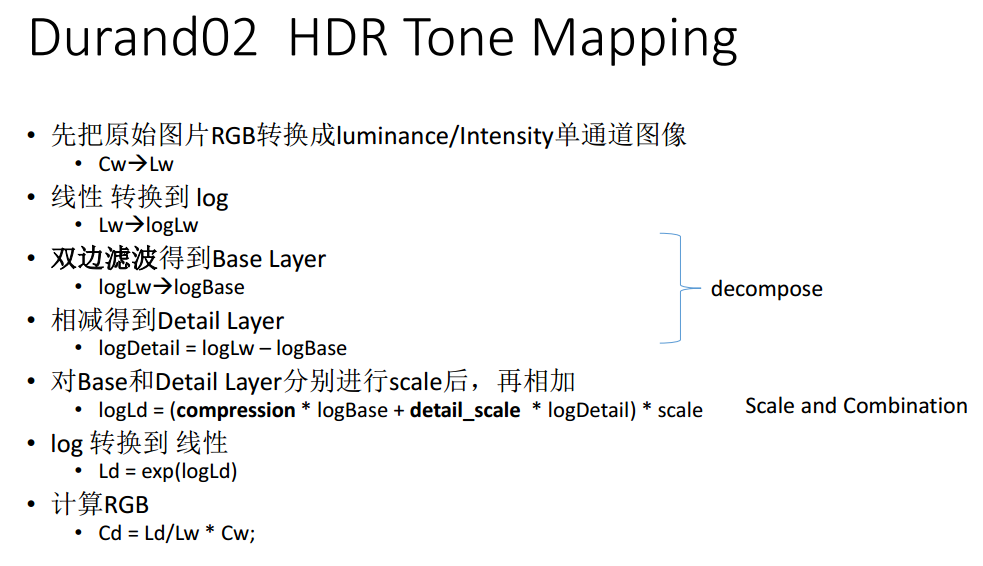 Durand02 HDR Tone Mapping
• 先把原始图片RGB转换成luminance/Intensity单通道图像
• Cw→Lw
• 线性 转换到 log
• Lw→logLw
• 双边滤波得到Base Layer
• logLw→logBase
decompose
• 相减得到Detail Layer
• logDetail = logLw – logBase
• 对Base和Detail Layer分别进行scale后，再相加
• logLd = (compression * logBase + detail_scale * logDetail) * scale
Scale and Combination
• log 转换到 线性
• Ld = exp(logLd)
• 计算RGB
• Cd = Ld/Lw * Cw;